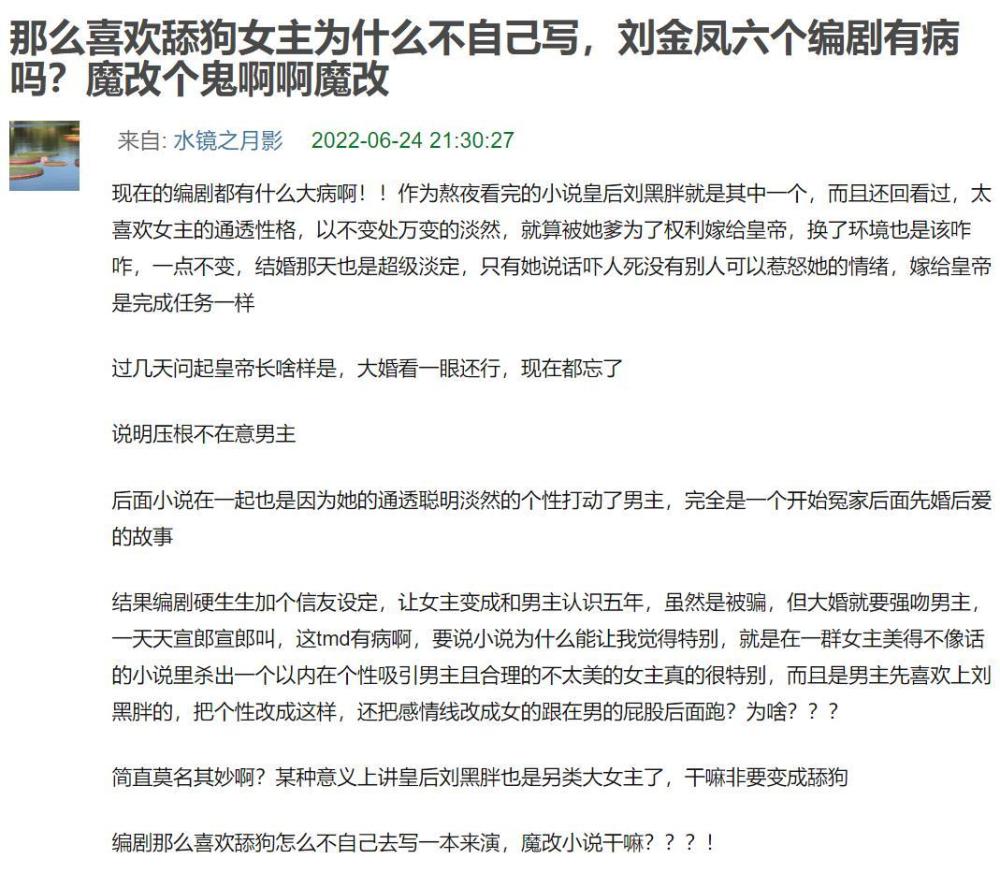 那么喜欢舔狗女主为什么不自己写，刘金凤六个编剧有病
吗？魔改个鬼啊啊魔改
来自: 水镜之月影 2022-06-24 21:30:27
现在的编剧都有什么大病啊！！作为熬夜看完的小说皇后刘黑胖就是其中一个，而且还回看过，太
喜欢女主的通透性格，以不变处万变的淡然，就算被她爹为了权利嫁给皇帝，换了环境也是该咋
咋，一点不变，结婚那天也是超级淡定，只有她说话吓人死没有别人可以惹怒她的情绪，嫁给皇帝
是完成任务一样
过几天问起皇帝长啥样是，大婚看一眼还行，现在都忘了
说明压根不在意男主
后面小说在一起也是因为她的通透聪明淡然的个性打动了男主，完全是一个开始冤家后面先婚后爱
的故事
结果编剧硬生生加个信友设定，让女主变成和男主认识五年，虽然是被骗，但大婚就要强吻男主，
一天天宣郎宣郎叫，这tmd有病啊，要说小说为什么能让我觉得特别，就是在一群女主美得不像话
的小说里杀出一个以内在个性吸引男主且合理的不太美的女主真的很特别，而且是男主先喜欢上刘
黑胖的，把个性改成这样，还把感情线改成女的跟在男的屁股后面跑？为啥？？？
简直莫名其妙啊？某种意义上讲皇后刘黑胖也是另类大女主了，干嘛非要变成舔狗
编剧那么喜欢舔狗怎么不自己去写一本来演，魔改小说干嘛？？？！